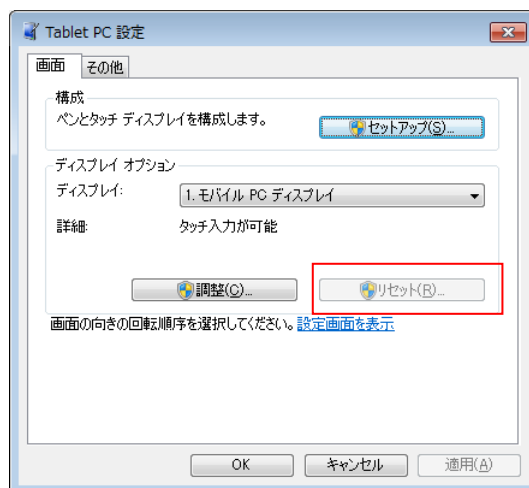 Tablet PC 設定
画面 その他
構成
ペンとタッチ ディスプレイを構成します。 セットアップ(S)...
ディスプレイ オプション
ディスプレイ: 1. モバイル PC ディスプレイ
詳細: タッチ入力が可能
調整(C)... リセット(R)...
画面の向きの回転順序を選択してください。設定画面を表示
OK キャンセル 適用(A)